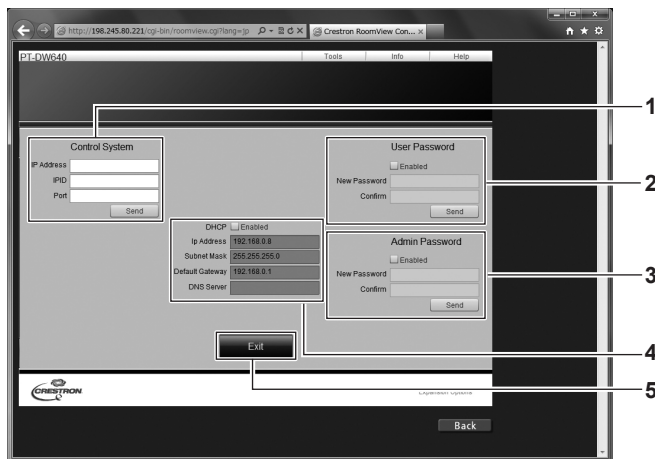 http://198.245.80.221/cgi-bin/roomview.cgi?lang=jp
Crestron RoomView Con...
PT-DW640
Tools
Info
Help
1
Control System
IP Address
IPID
Port
Send
User Password
Enabled
New Password
Confirm
Send
2
DHCP Enabled
Ip Address 192.168.0.8
Subnet Mask 255.255.255.0
Default Gateway 192.168.0.1
DNS Server
Admin Password
Enabled
New Password
Confirm
Send
3
4
Exit
5
CRESTRON
Expansion Options
Back